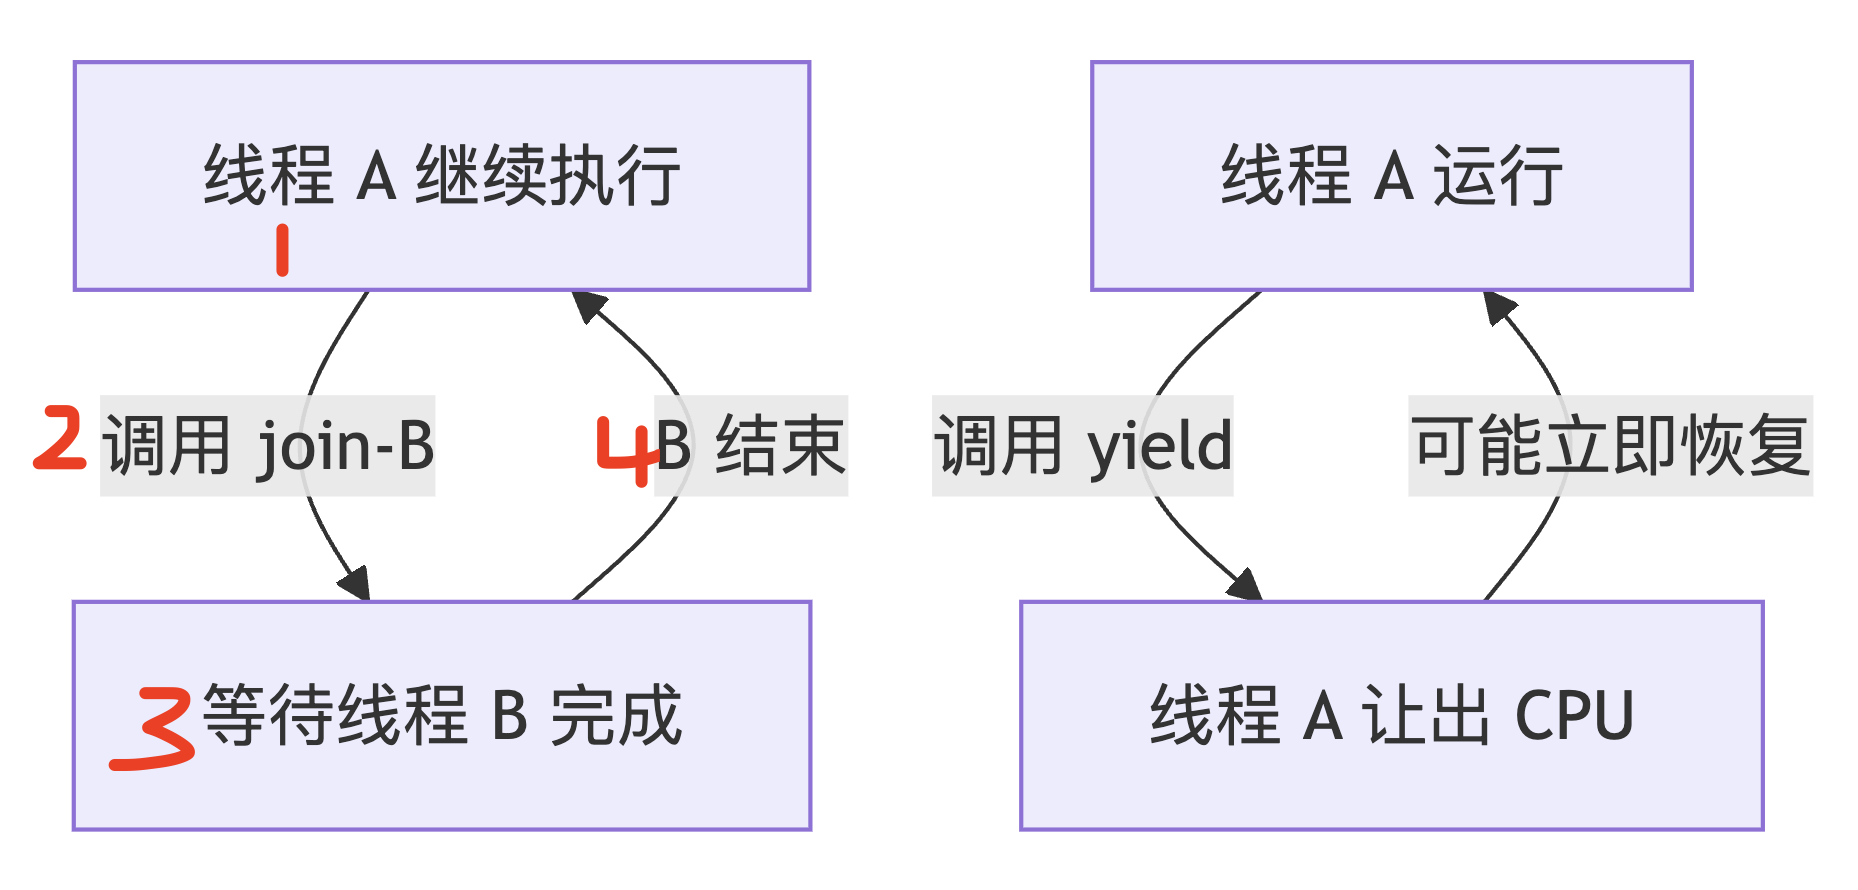 线程 A 继续执行
1
2 调用 join-B
4 B 结束
3 等待线程 B 完成
线程 A 运行
调用 yield
可能立即恢复
线程 A 让出 CPU